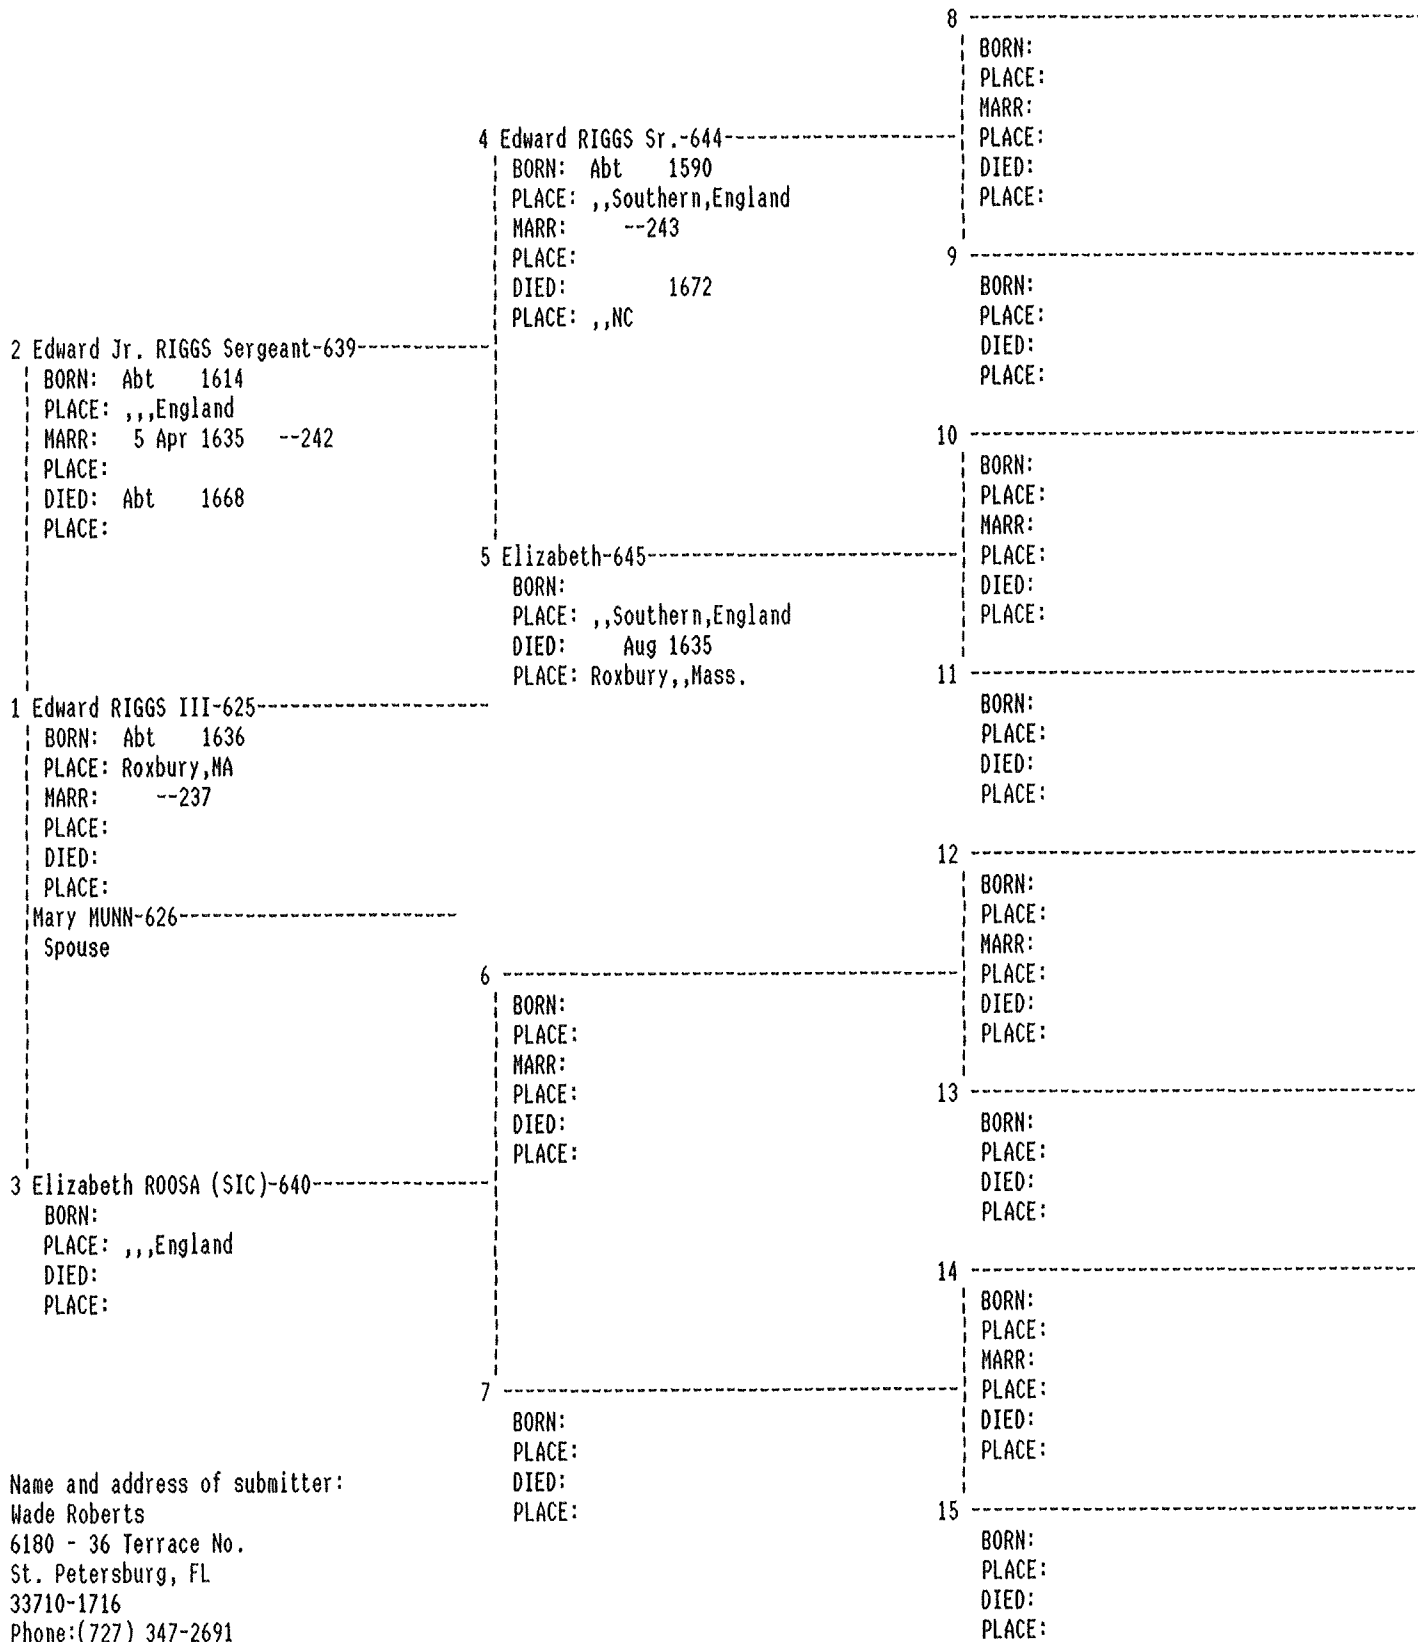 8
BORN:
PLACE:
MARR:
4 Edward RIGGS Sr.-644 PLACE:
BORN: Abt 1590 DIED:
PLACE: ,,Southern,England PLACE:
MARR: --243
PLACE: 9
DIED: 1672 BORN:
PLACE: ,,NC PLACE:
2 Edward Jr. RIGGS Sergeant-639 DIED:
BORN: Abt 1614 PLACE:
PLACE: ,,,England
MARR: 5 Apr 1635 --242 10
PLACE: BORN:
DIED: Abt 1668 PLACE:
PLACE: MARR:
5 Elizabeth-645 PLACE:
BORN: DIED:
PLACE: ,,Southern,England PLACE:
DIED: Aug 1635
PLACE: Roxbury,,Mass. 11
1 Edward RIGGS III-625 BORN:
BORN: Abt 1636 PLACE:
PLACE: Roxbury,MA DIED:
MARR: --237 PLACE:
PLACE:
DIED: 12
PLACE: BORN:
Mary MUNN-626 PLACE:
Spouse MARR:
6 PLACE:
BORN: DIED:
PLACE: PLACE:
MARR:
PLACE: 13
DIED: BORN:
PLACE: PLACE:
3 Elizabeth ROOSA (SIC)-640 DIED:
BORN: PLACE:
PLACE: ,,,England
DIED: 14
PLACE: BORN:
PLACE:
MARR:
7 PLACE:
BORN: DIED:
PLACE: PLACE:
Name and address of submitter: DIED:
Wade Roberts PLACE: 15
6180 - 36 Terrace No. BORN:
St. Petersburg, FL PLACE:
33710-1716 DIED:
Phone:(727) 347-2691 PLACE: